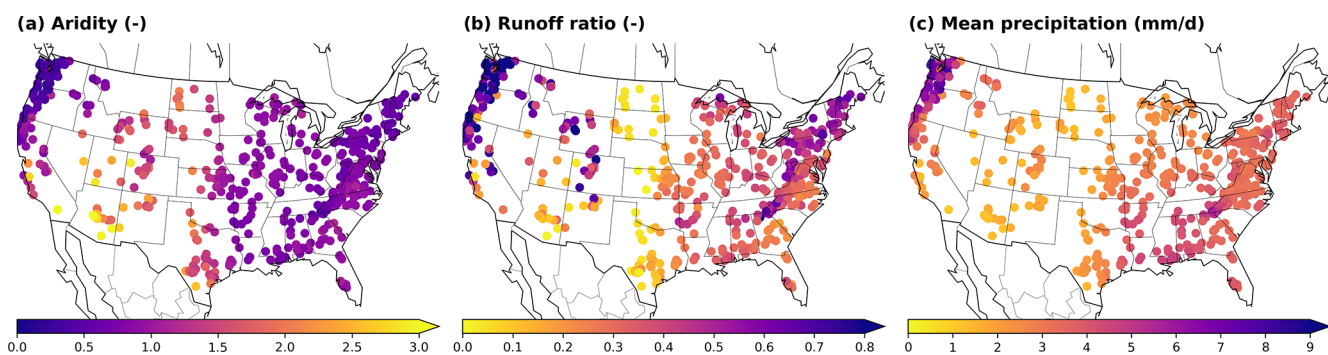 (a) Aridity (-)
(b) Runoff ratio (-)
(c) Mean precipitation (mm/d)
0.0 0.5 1.0 1.5 2.0 2.5 3.0
0.0 0.1 0.2 0.3 0.4 0.5 0.6 0.7 0.8
0 1 2 3 4 5 6 7 8 9